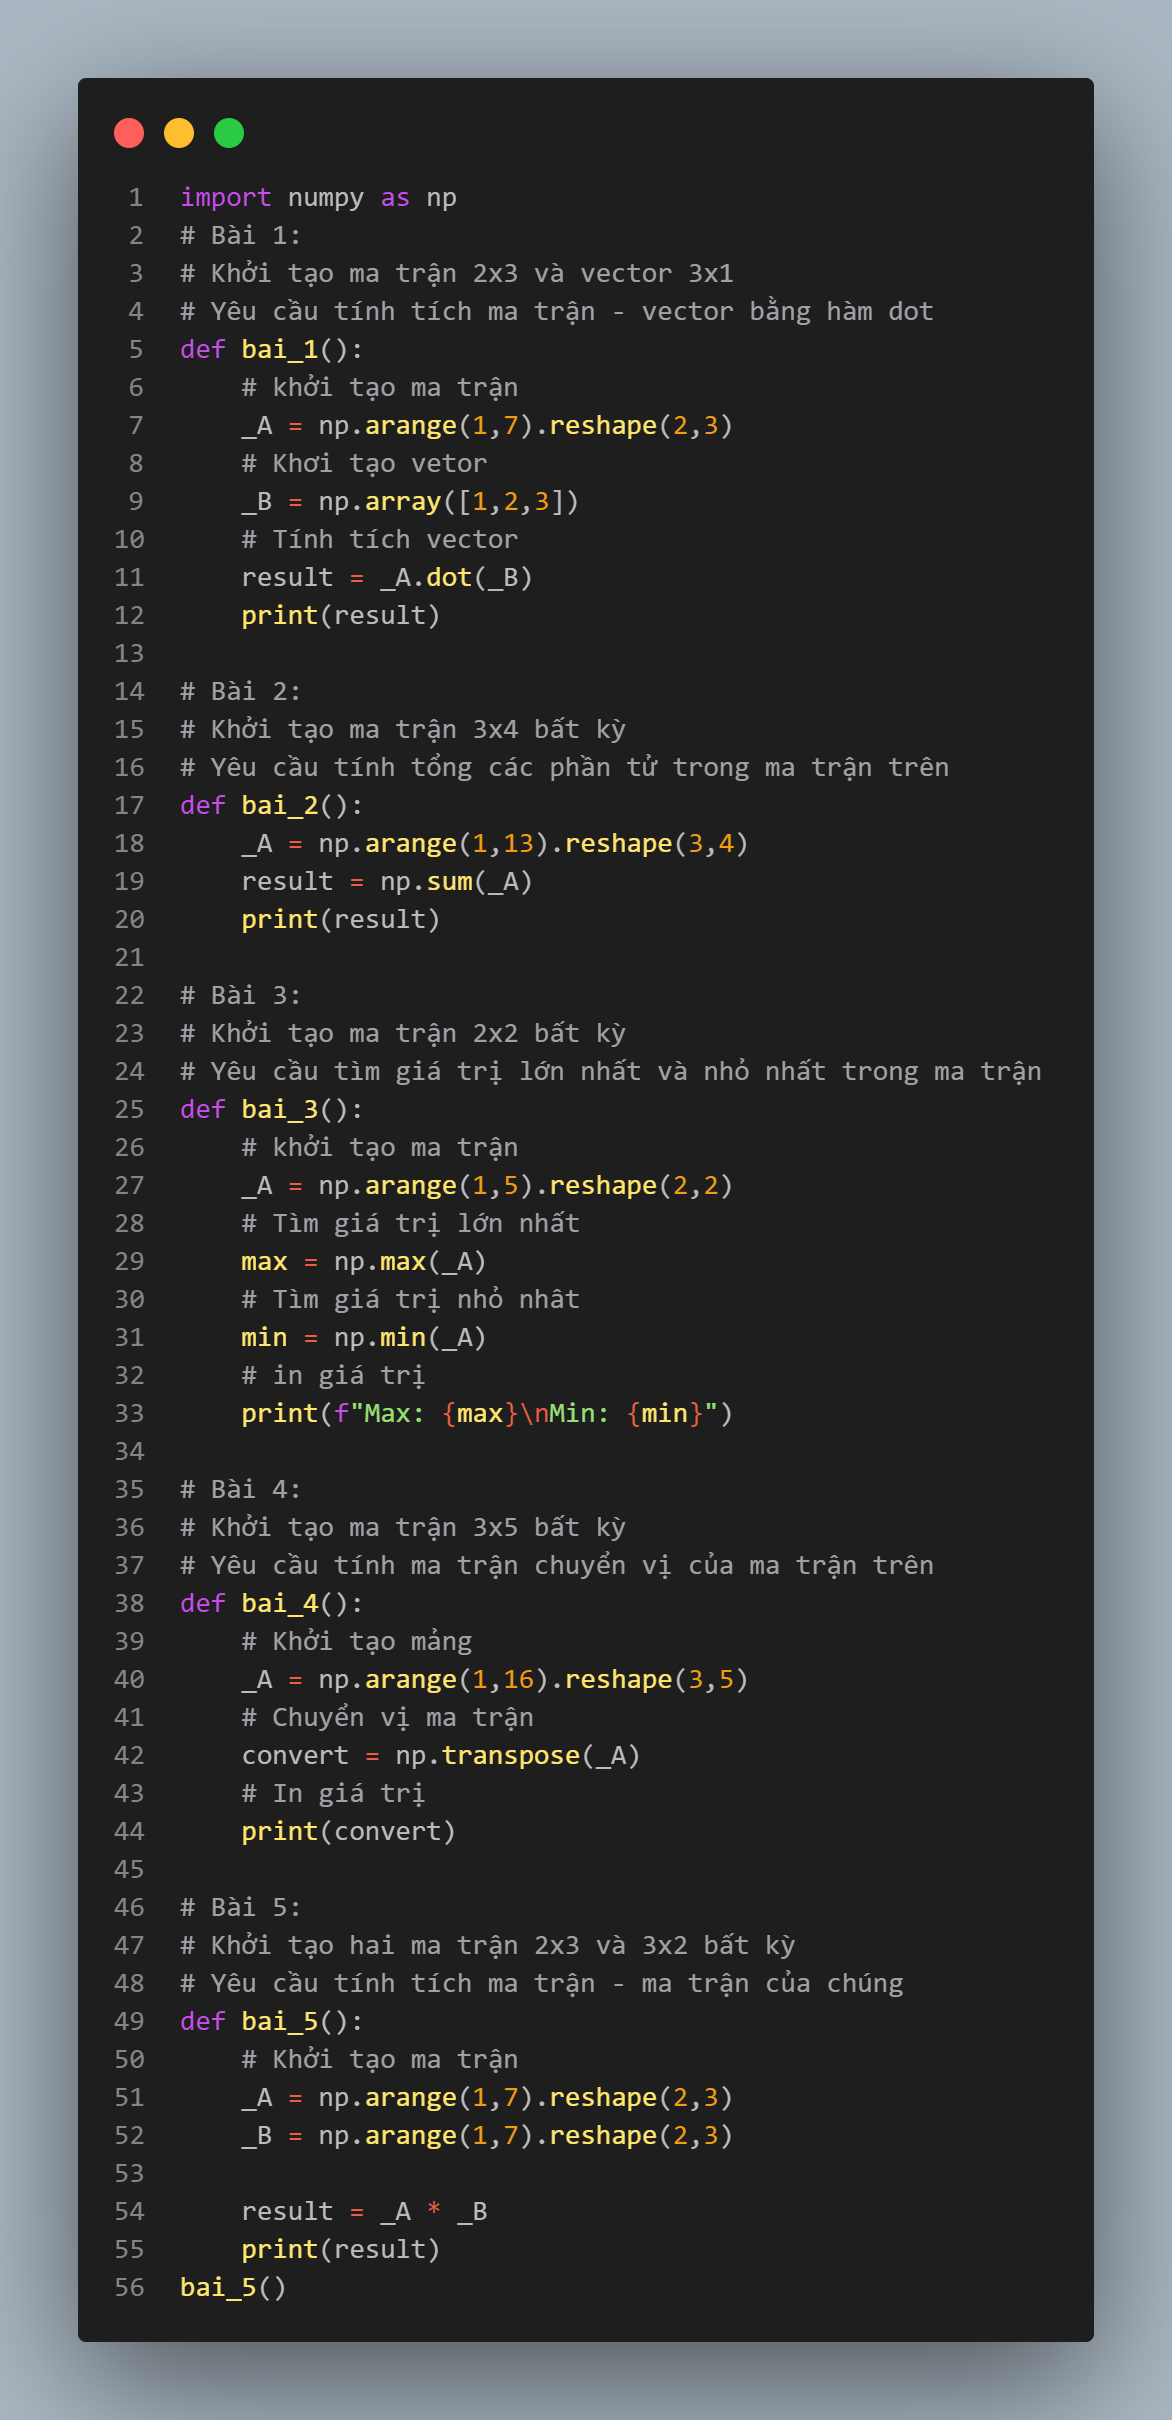 1 import numpy as np
2 # Bài 1:
3 # Khởi tạo ma trận 2x3 và vector 3x1
4 # Yêu cầu tính tích ma trận - vector bằng hàm dot
5 def bai_1():
6     # khởi tạo ma trận
7     _A = np.arange(1,7).reshape(2,3)
8     # Khơi tạo vetor
9     _B = np.array([1,2,3])
10     # Tính tích vector
11     result = _A.dot(_B)
12     print(result)
13
14 # Bài 2:
15 # Khởi tạo ma trận 3x4 bất kỳ
16 # Yêu cầu tính tổng các phần tử trong ma trận trên
17 def bai_2():
18     _A = np.arange(1,13).reshape(3,4)
19     result = np.sum(_A)
20     print(result)
21
22 # Bài 3:
23 # Khởi tạo ma trận 2x2 bất kỳ
24 # Yêu cầu tìm giá trị lớn nhất và nhỏ nhất trong ma trận
25 def bai_3():
26     # khởi tạo ma trận
27     _A = np.arange(1,5).reshape(2,2)
28     # Tìm giá trị lớn nhất
29     max = np.max(_A)
30     # Tìm giá trị nhỏ nhât
31     min = np.min(_A)
32     # in giá trị
33     print(f"Max: {max}\nMin: {min}")
34
35 # Bài 4:
36 # Khởi tạo ma trận 3x5 bất kỳ
37 # Yêu cầu tính ma trận chuyển vị của ma trận trên
38 def bai_4():
39     # Khởi tạo mảng
40     _A = np.arange(1,16).reshape(3,5)
41     # Chuyển vị ma trận
42     convert = np.transpose(_A)
43     # In giá trị
44     print(convert)
45
46 # Bài 5:
47 # Khởi tạo hai ma trận 2x3 và 3x2 bất kỳ
48 # Yêu cầu tính tích ma trận - ma trận của chúng
49 def bai_5():
50     # Khởi tạo ma trận
51     _A = np.arange(1,7).reshape(2,3)
52     _B = np.arange(1,7).reshape(2,3)
53
54     result = _A * _B
55     print(result)
56 bai_5()